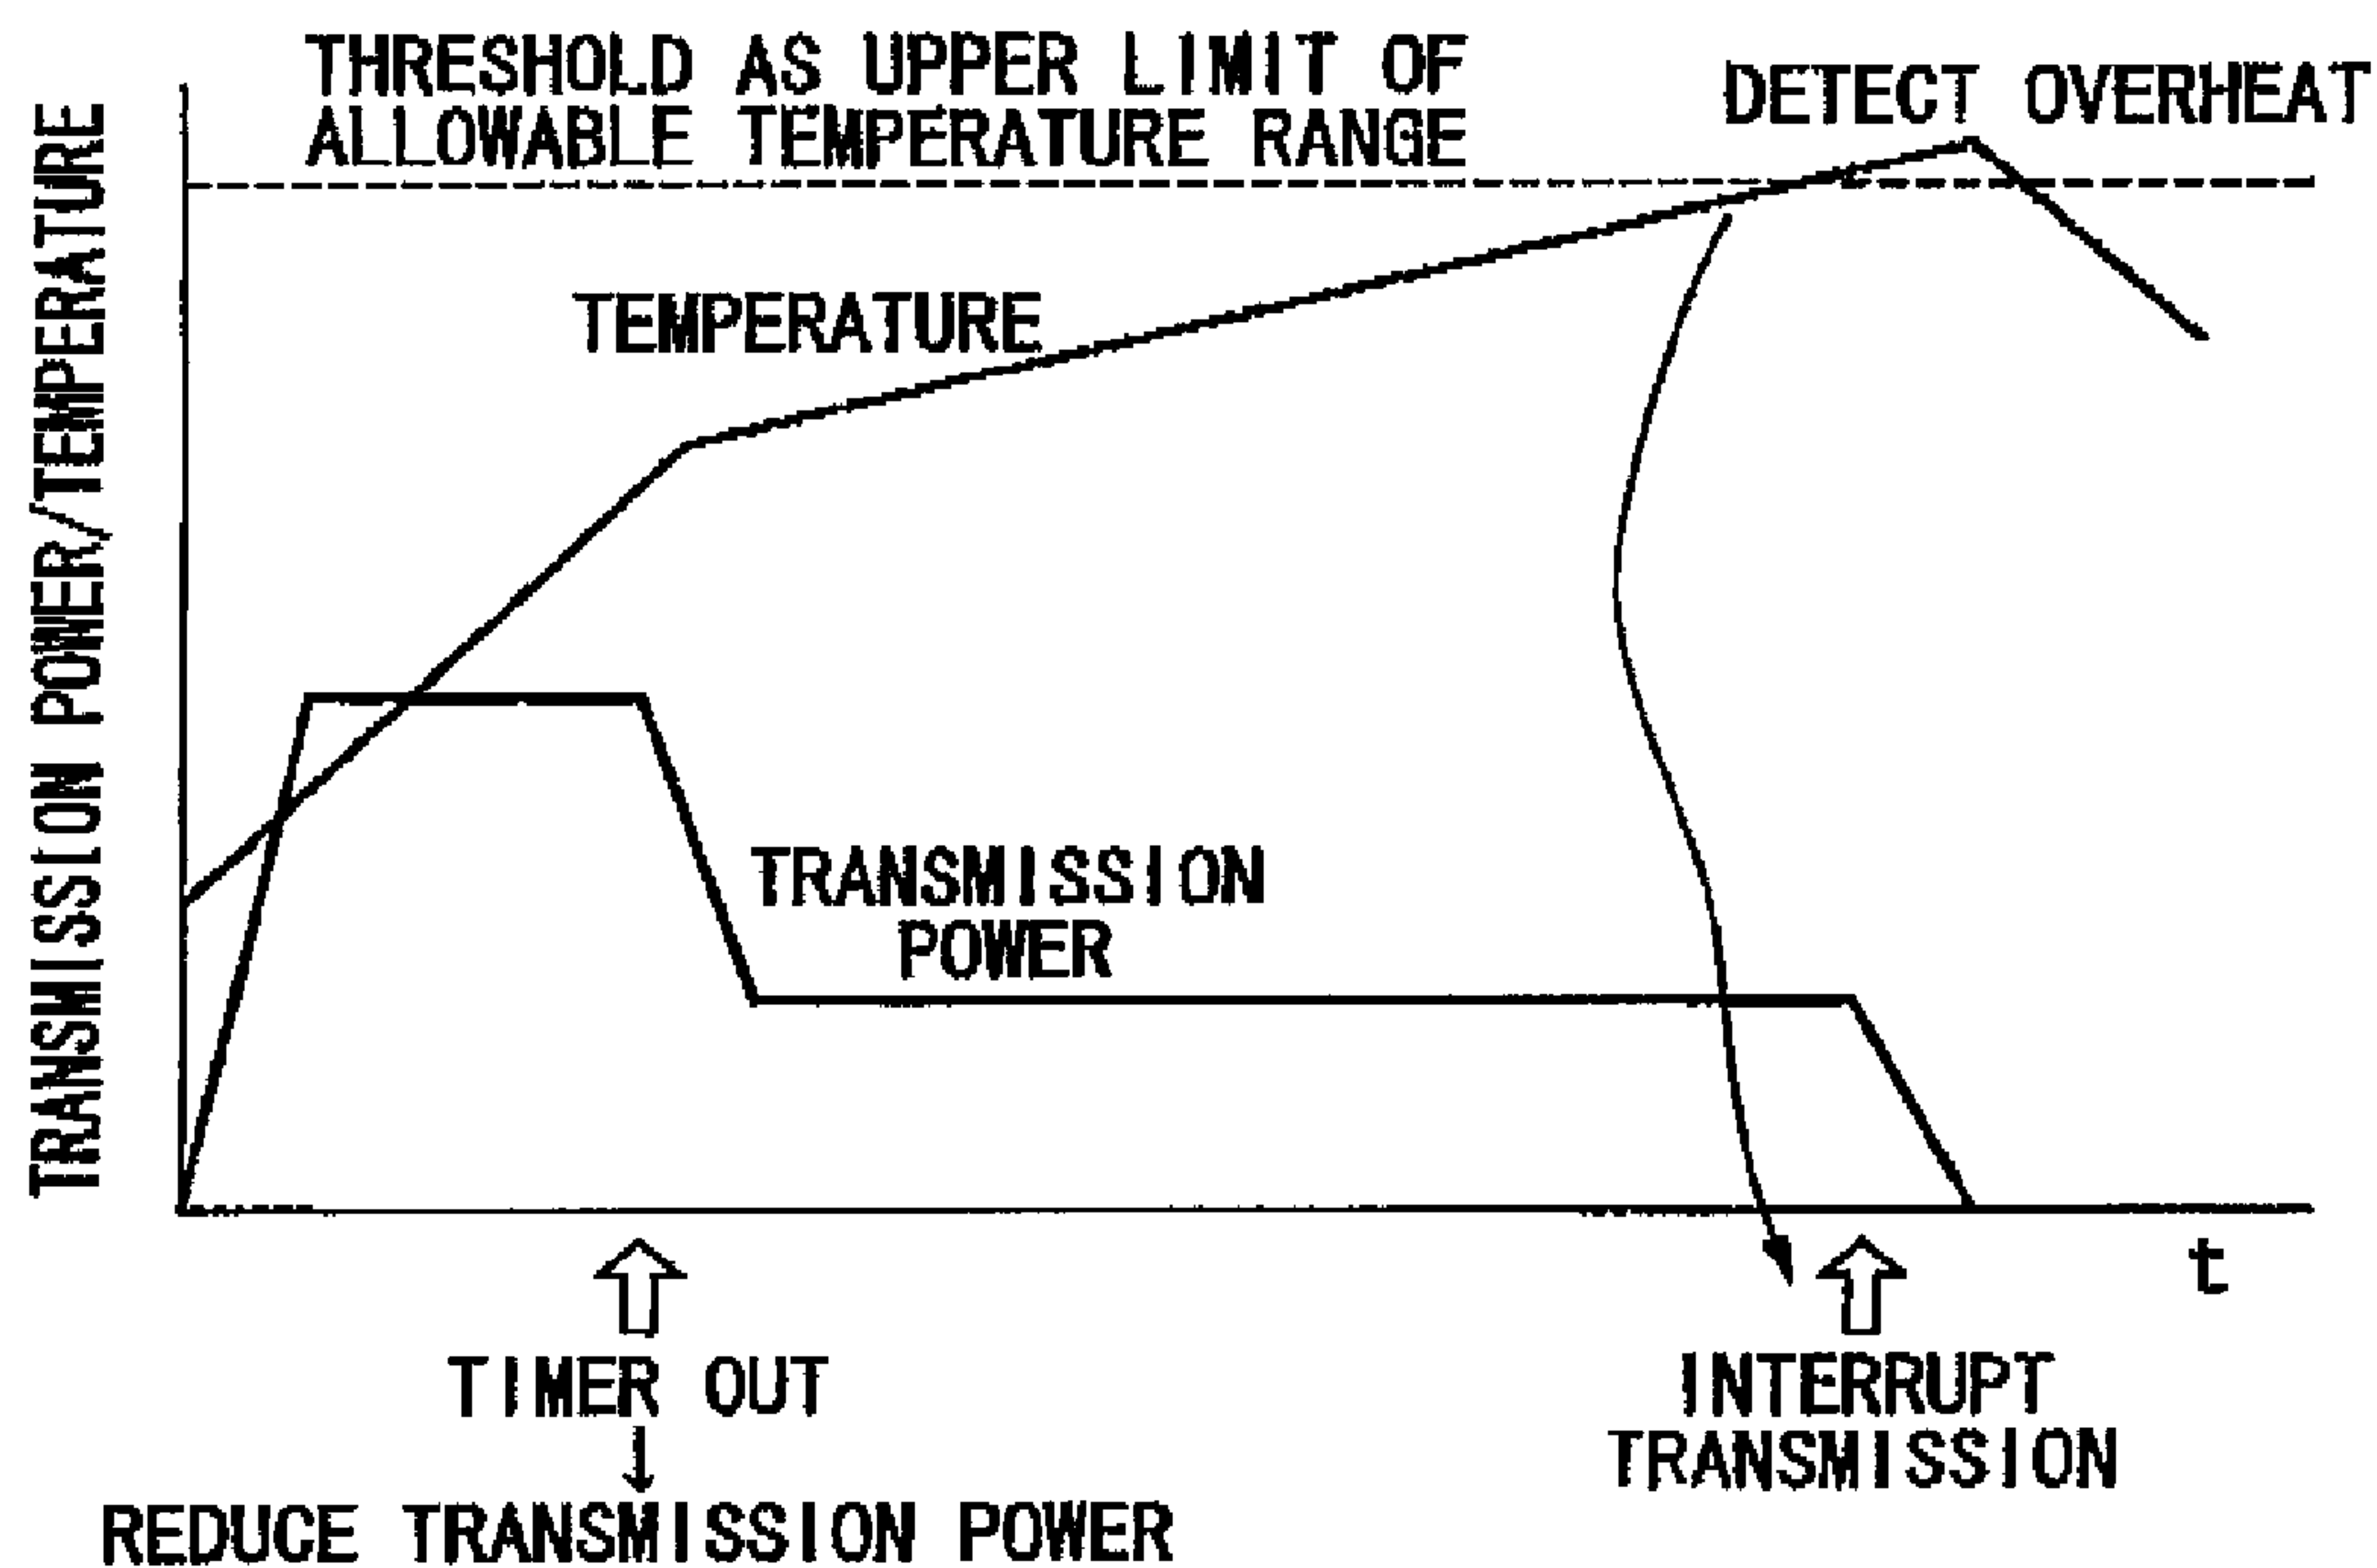 THRESHOLD AS UPPER LIMIT OF
ALLOWABLE TEMPERATURE RANGE
DETECT OVERHEAT
TRANSMISSION POWER/TEMPERATURE
TEMPERATURE
TRANSMISSION
POWER
t
TIMER OUT
↓
REDUCE TRANSMISSION POWER
INTERRUPT
TRANSMISSION